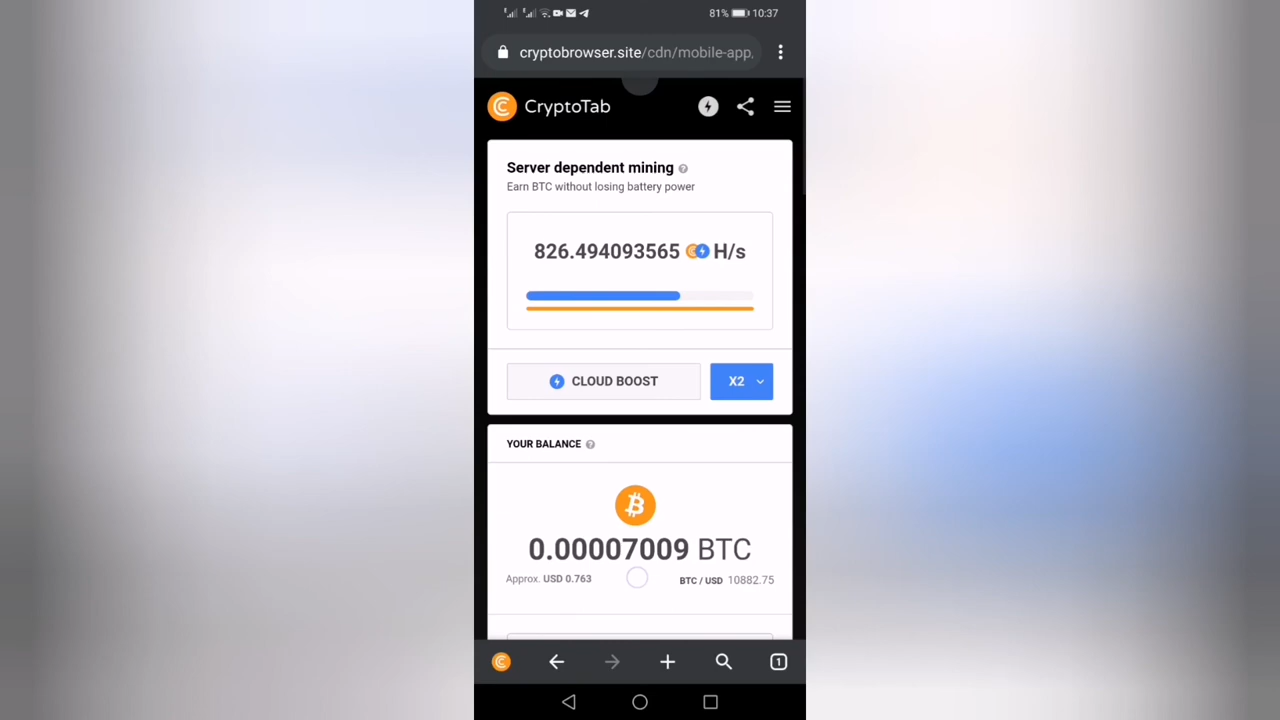 81% 10:37
cryptobrowser.site/cdn/mobile-app.
CryptoTab
Server dependent mining
Earn BTC without losing battery power
826.494093565 H/s
CLOUD BOOST
X2
YOUR BALANCE
0.00007009 BTC
Approx. USD 0.763
BTC / USD 10882.75
1